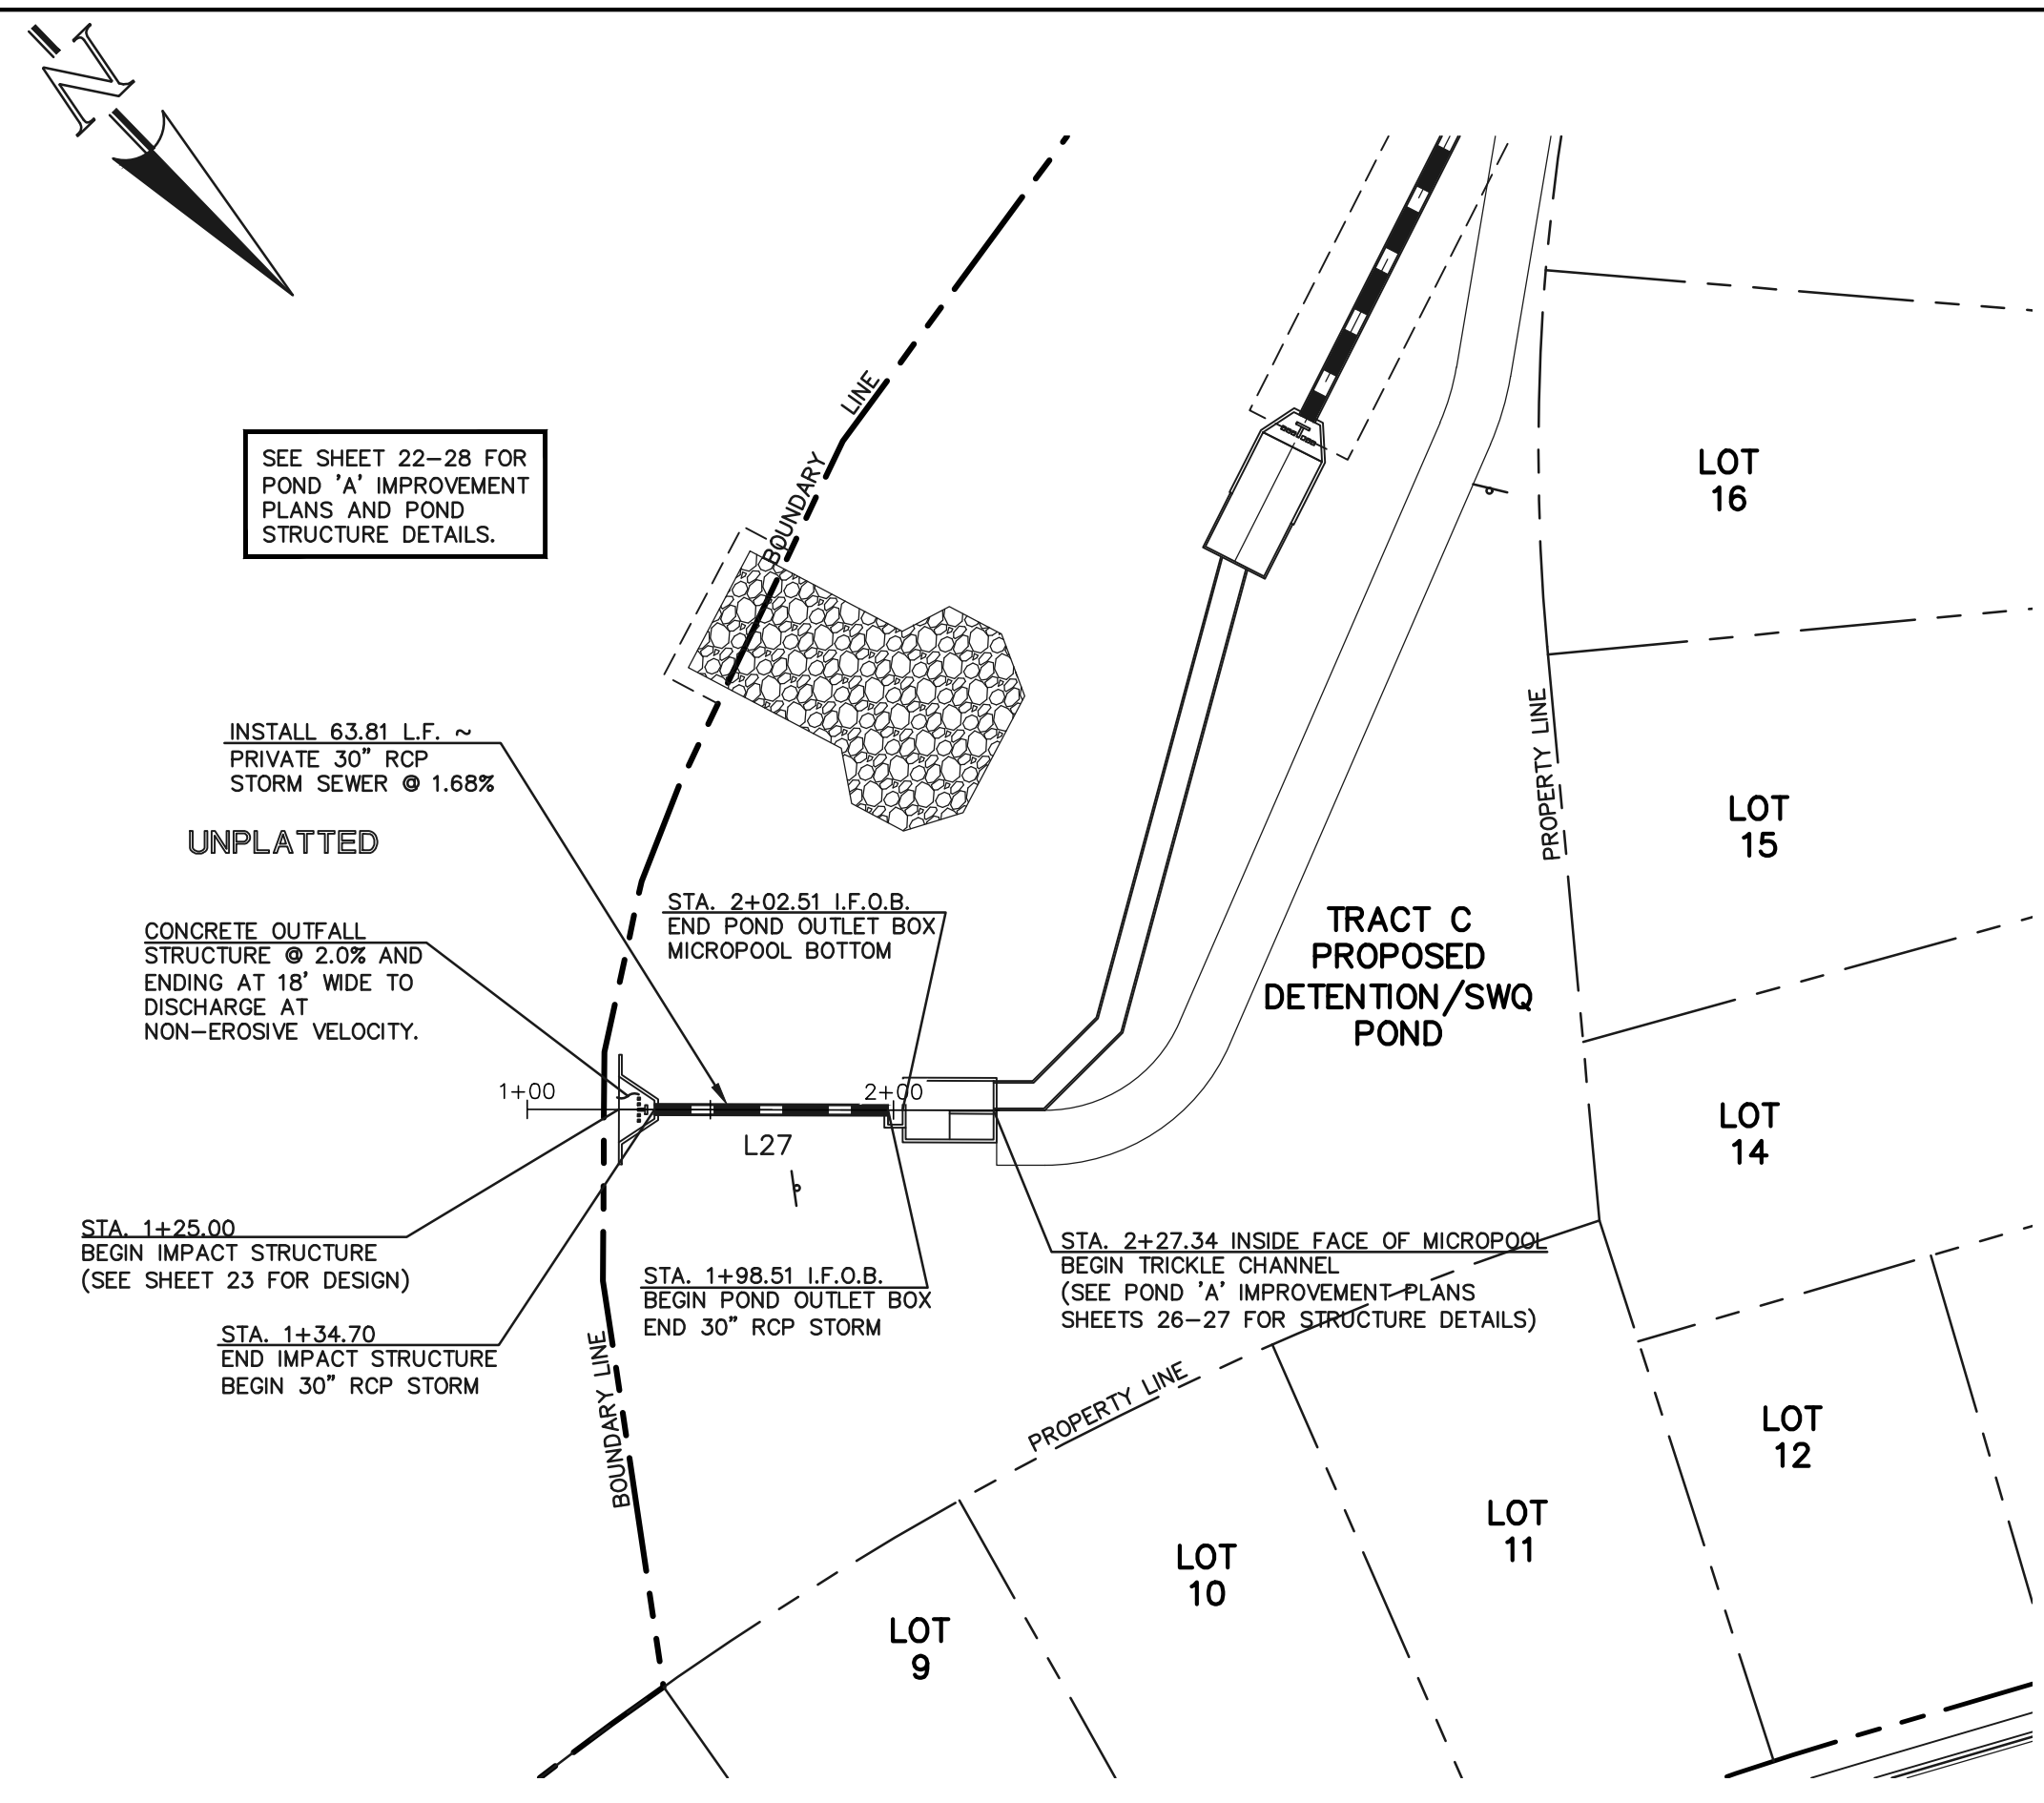 N
SEE SHEET 22-28 FOR
POND 'A' IMPROVEMENT
PLANS AND POND
STRUCTURE DETAILS.
BOUNDARY LINE
LOT
16
INSTALL 63.81 L.F. ~
PRIVATE 30" RCP
STORM SEWER @ 1.68%
UNPLATTED
PROPERTY LINE
LOT
15
STA. 2+02.51 I.F.O.B.
END POND OUTLET BOX
MICROPOOL BOTTOM
CONCRETE OUTFALL
STRUCTURE @ 2.0% AND
ENDING AT 18' WIDE TO
DISCHARGE AT
NON-EROSIVE VELOCITY.
TRACT C
PROPOSED
DETENTION/SWQ
POND
1+00
2+00
L27
LOT
14
STA. 1+25.00
BEGIN IMPACT STRUCTURE
(SEE SHEET 23 FOR DESIGN)
STA. 1+34.70
END IMPACT STRUCTURE
BEGIN 30" RCP STORM
STA. 1+98.51 I.F.O.B.
BEGIN POND OUTLET BOX
END 30" RCP STORM
STA. 2+27.34 INSIDE FACE OF MICROPOOL
BEGIN TRICKLE CHANNEL
(SEE POND 'A' IMPROVEMENT PLANS
SHEETS 26-27 FOR STRUCTURE DETAILS)
BOUNDARY LINE
PROPERTY LINE
LOT
12
LOT
11
LOT
10
LOT
9